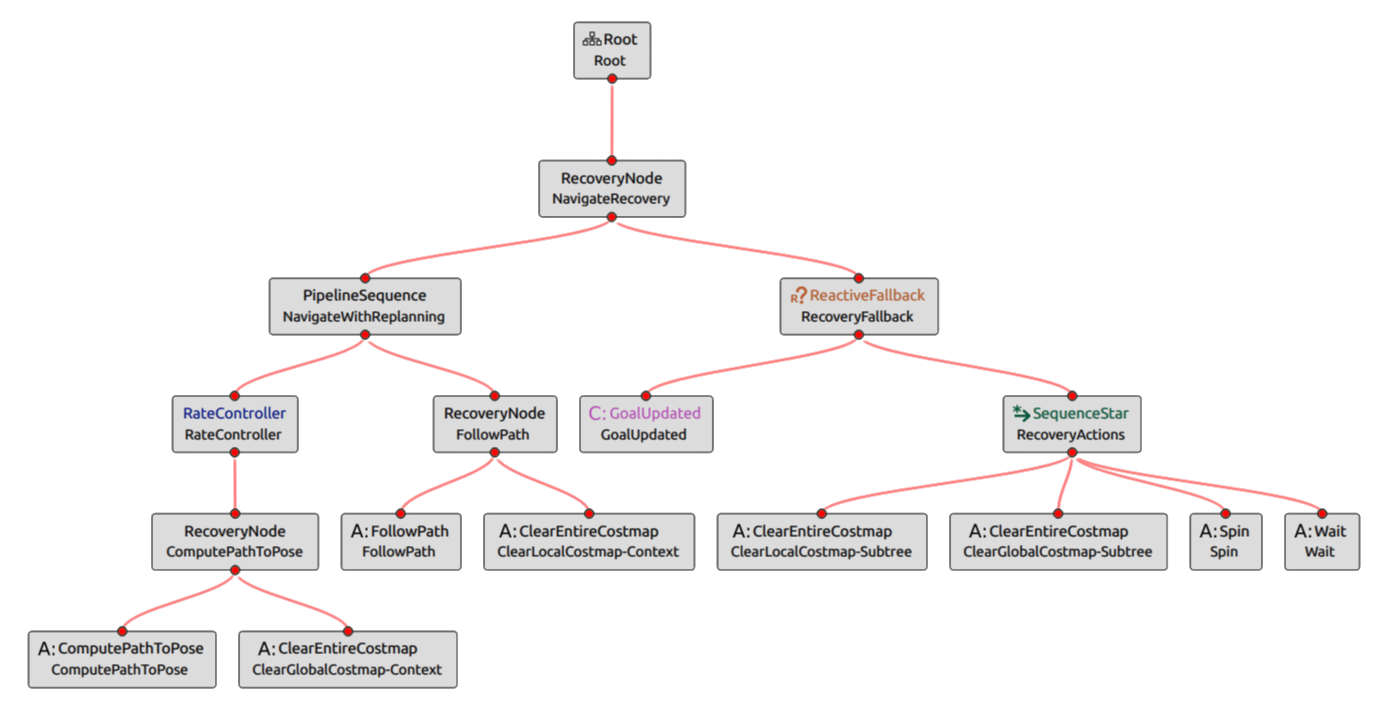 Root
Root
RecoveryNode
NavigateRecovery
PipelineSequence
NavigateWithReplanning
R? ReactiveFallback
RecoveryFallback
RateController
RateController
RecoveryNode
FollowPath
C: GoalUpdated
GoalUpdated
SequenceStar
RecoveryActions
RecoveryNode
ComputePathToPose
A: FollowPath
FollowPath
A: ClearEntireCostmap
ClearLocalCostmap-Context
A: ClearEntireCostmap
ClearLocalCostmap-Subtree
A: ClearEntireCostmap
ClearGlobalCostmap-Subtree
A: Spin
Spin
A: Wait
Wait
A: ComputePathToPose
ComputePathToPose
A: ClearEntireCostmap
ClearGlobalCostmap-Context